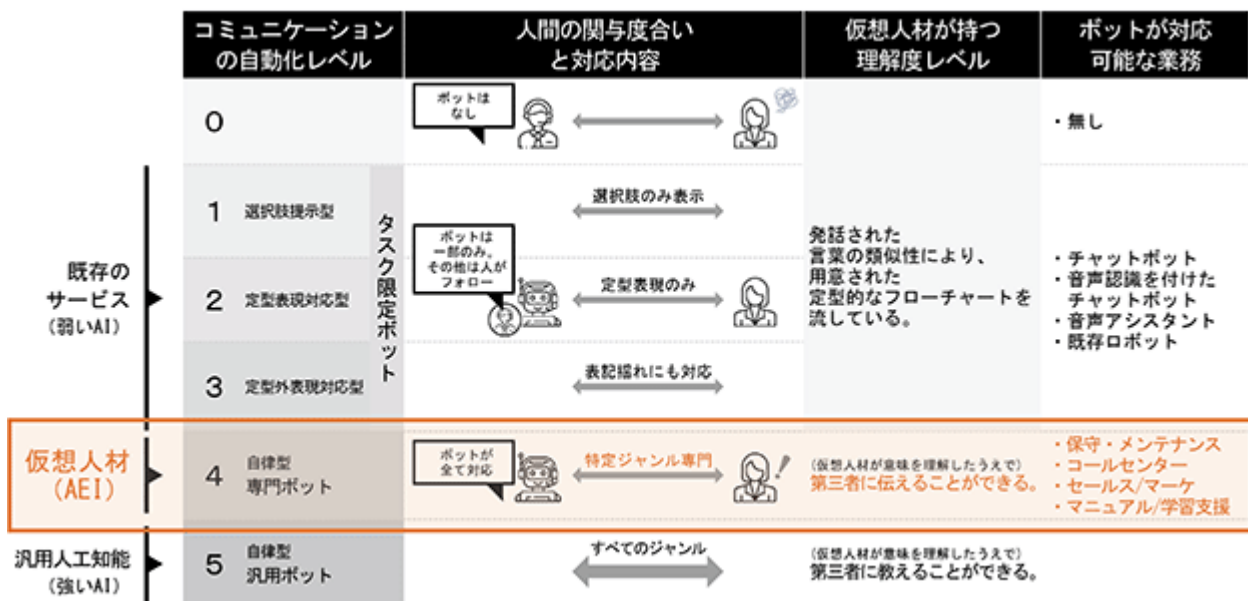 コミュニケーション
の自動化レベル
人間の関与度合い
と対応内容
仮想人材が持つ
理解度レベル
ボットが対応
可能な業務
0
ボットは
なし
・無し
既存の
サービス
(弱いAI)
1 選択肢提示型
2 定型表現対応型
3 定型外表現対応型
タスク限定ボット
ボットは
一部のみ。
その他は人が
フォロー
選択肢のみ表示
定型表現のみ
表記揺れにも対応
発話された
言葉の類似性により、
用意された
定型的なフローチャートを
流している。
・チャットボット
・音声認識を付けた
チャットボット
・音声アシスタント
・既存ロボット
仮想人材
(AEI)
4 自律型
専門ボット
ボットが
全て対応
特定ジャンル専門
!
(仮想人材が意味を理解したうえで)
第三者に伝えることができる。
・保守・メンテナンス
・コールセンター
・セールス/マーケ
・マニュアル/学習支援
汎用人工知能
(強いAI)
5 自律型
汎用ボット
すべてのジャンル
(仮想人材が意味を理解したうえで)
第三者に教えることができる。